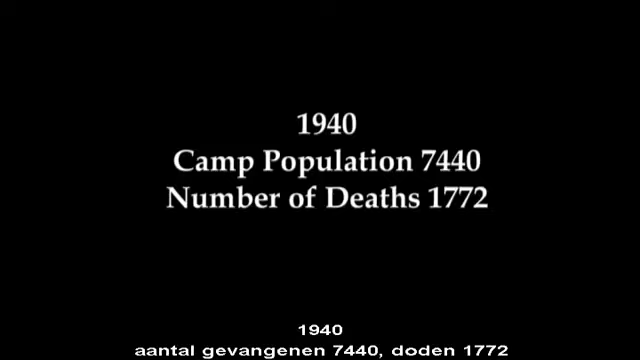 1940
Camp Population 7440
Number of Deaths 1772
1940
aantal gevangenen 7440, doden 1772